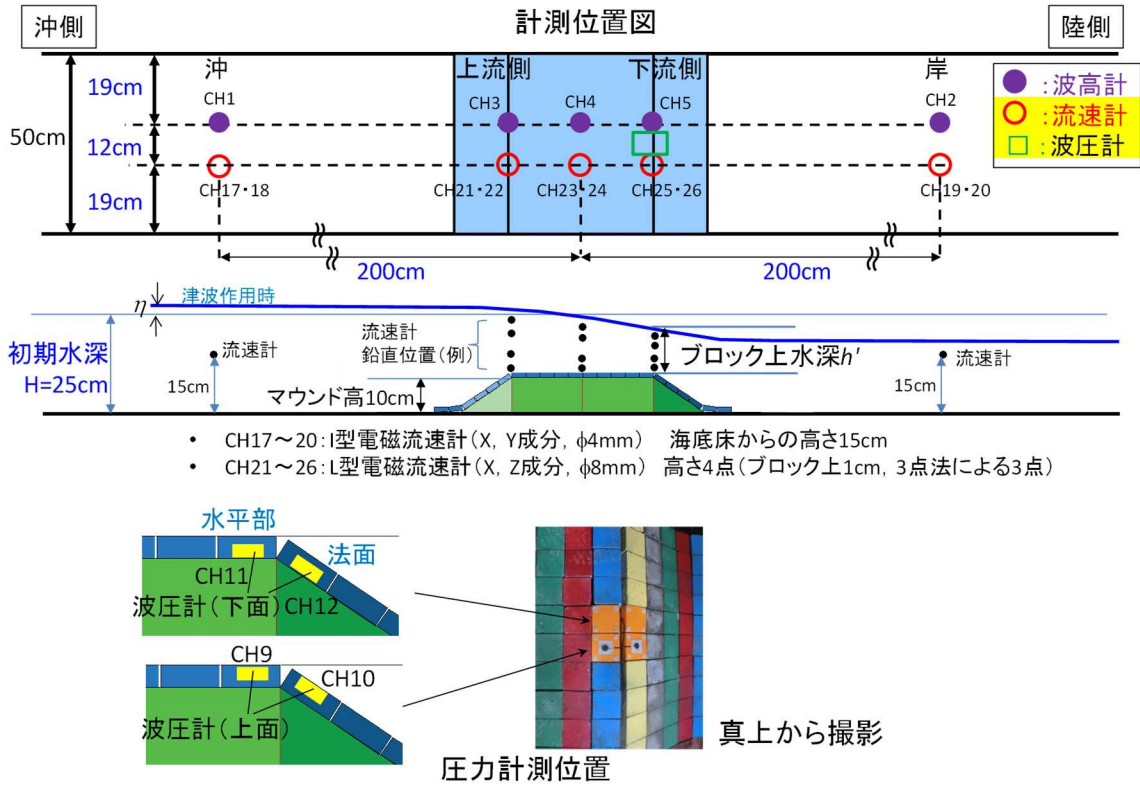 計測位置図
沖側
陸側
沖
上流側
下流側
岸
CH1
CH3
CH4
CH5
CH2
:波高計
:流速計
:波圧計
19cm
50cm
12cm
19cm
CH17・18
CH21・22
CH23・24
CH25・26
CH19・20
200cm
200cm
η
津波作用時
初期水深
H=25cm
流速計
15cm
流速計
鉛直位置(例)
マウンド高10cm
ブロック上水深h'
流速計
15cm
• CH17~20:I型電磁流速計(X, Y成分, φ4mm) 海底床からの高さ15cm
• CH21~26:L型電磁流速計(X, Z成分, φ8mm) 高さ4点(ブロック上1cm, 3点法による3点)
水平部
法面
CH11
波圧計(下面)
CH12
CH9
CH10
波圧計(上面)
真上から撮影
圧力計測位置